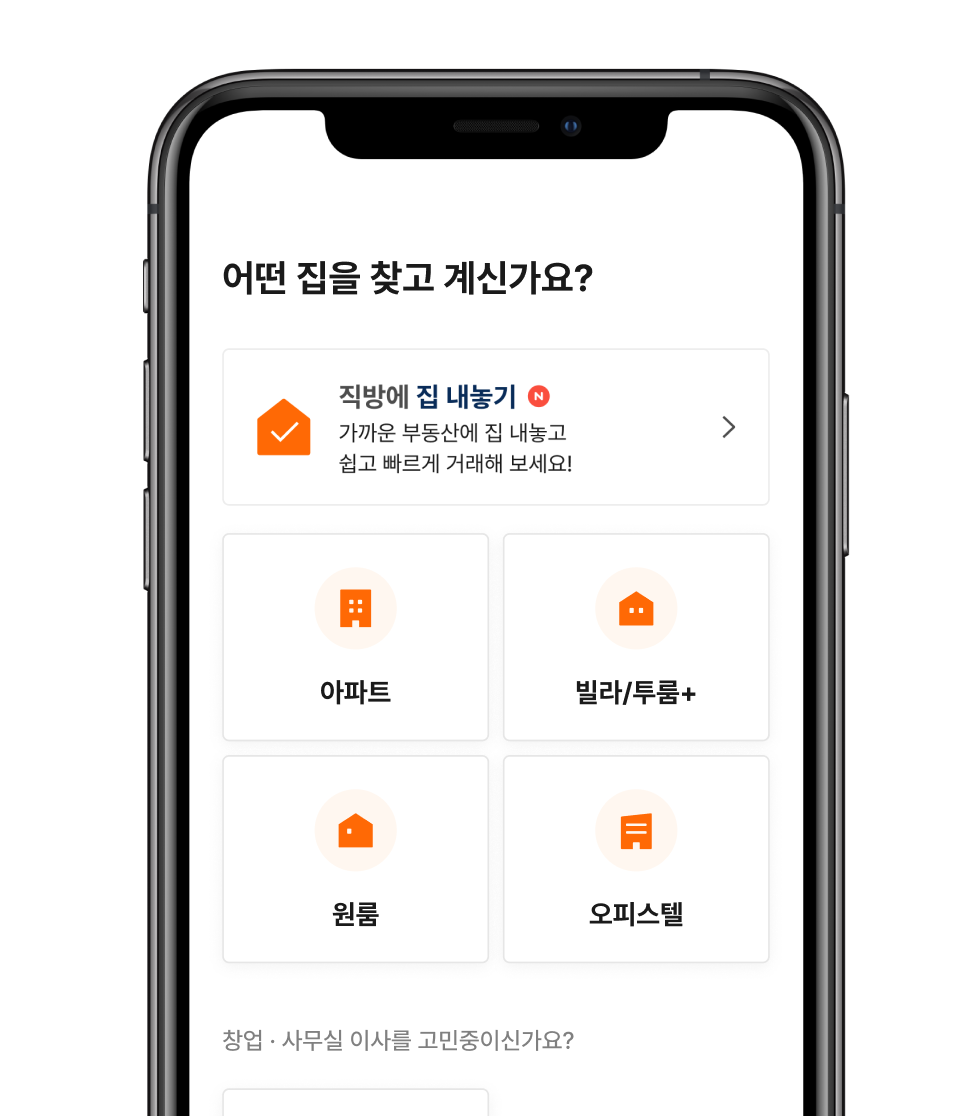 어떤 집을 찾고 계신가요?
직방에 집 내놓기 N
가까운 부동산에 집 내놓고
쉽고 빠르게 거래해 보세요!
아파트
빌라/투룸+
원룸
오피스텔
창업 · 사무실 이사를 고민중이신가요?